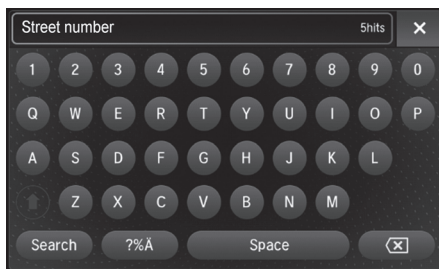 Street number 5hits ×
1 2 3 4 5 6 7 8 9 0
Q W E R T Y U I O P
A S D F G H J K L
Z X C V B N M
Search ?%Ä Space